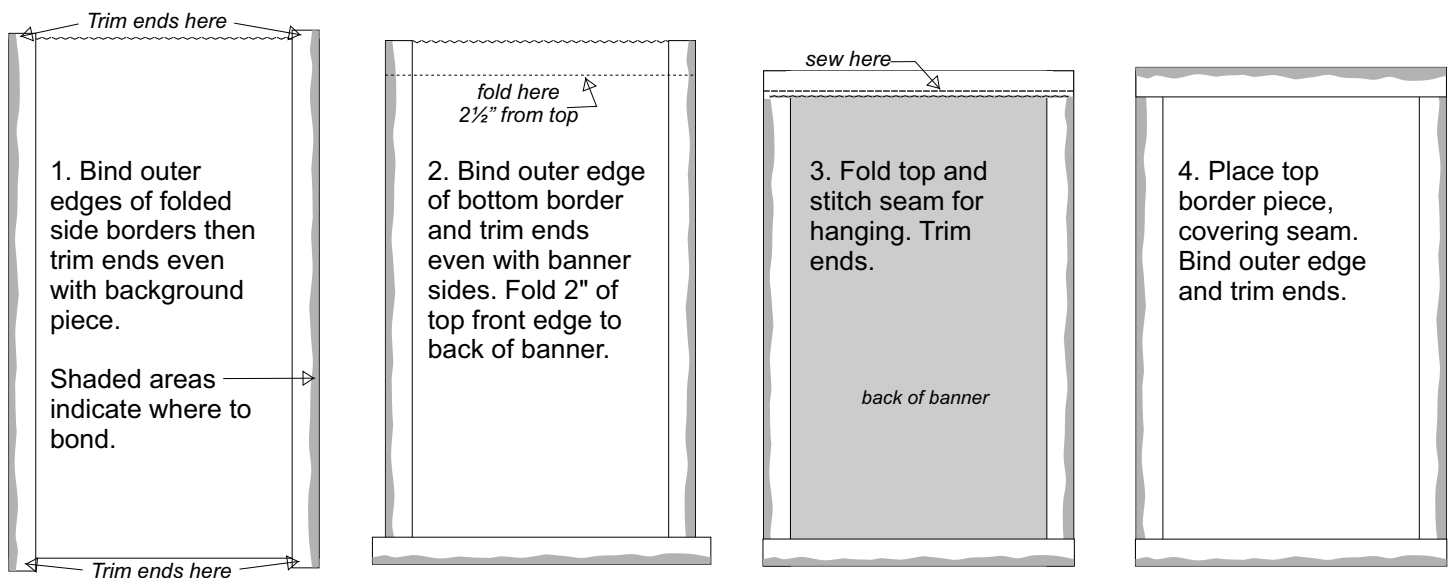 Trim ends here
1. Bind outer
edges of folded
side borders then
trim ends even
with background
piece.
Shaded areas
indicate where to
bond.
Trim ends here
fold here
2½” from top
2. Bind outer edge
of bottom border
and trim ends
even with banner
sides. Fold 2" of
top front edge to
back of banner.
sew here
3. Fold top and
stitch seam for
hanging. Trim
ends.
back of banner
4. Place top
border piece,
covering seam.
Bind outer edge
and trim ends.